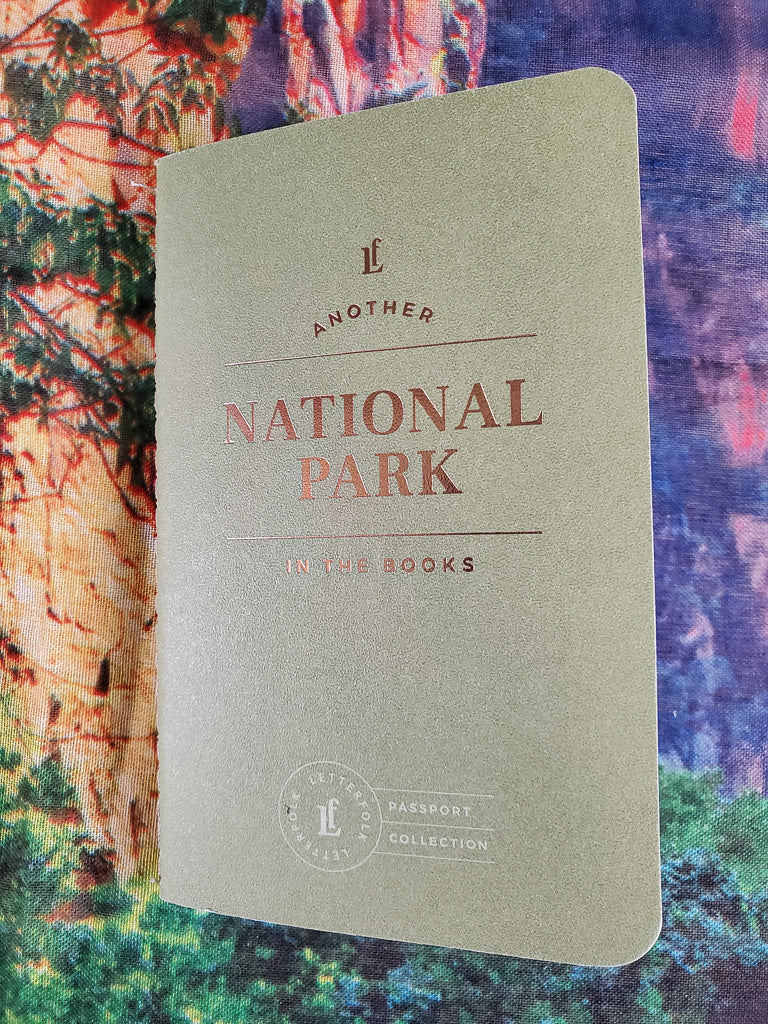 Lf
ANOTHER
NATIONAL
PARK
IN THE BOOKS
LETTERFOLK LETTERFOLK
Lf
PASSPORT
COLLECTION